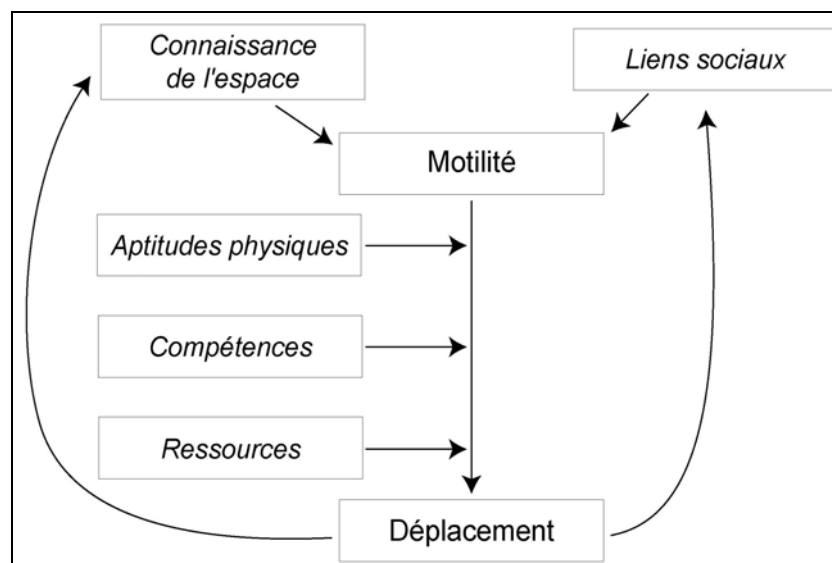 Connaissance
de l'espace
Liens sociaux
Motilité
Aptitudes physiques
Compétences
Ressources
Déplacement